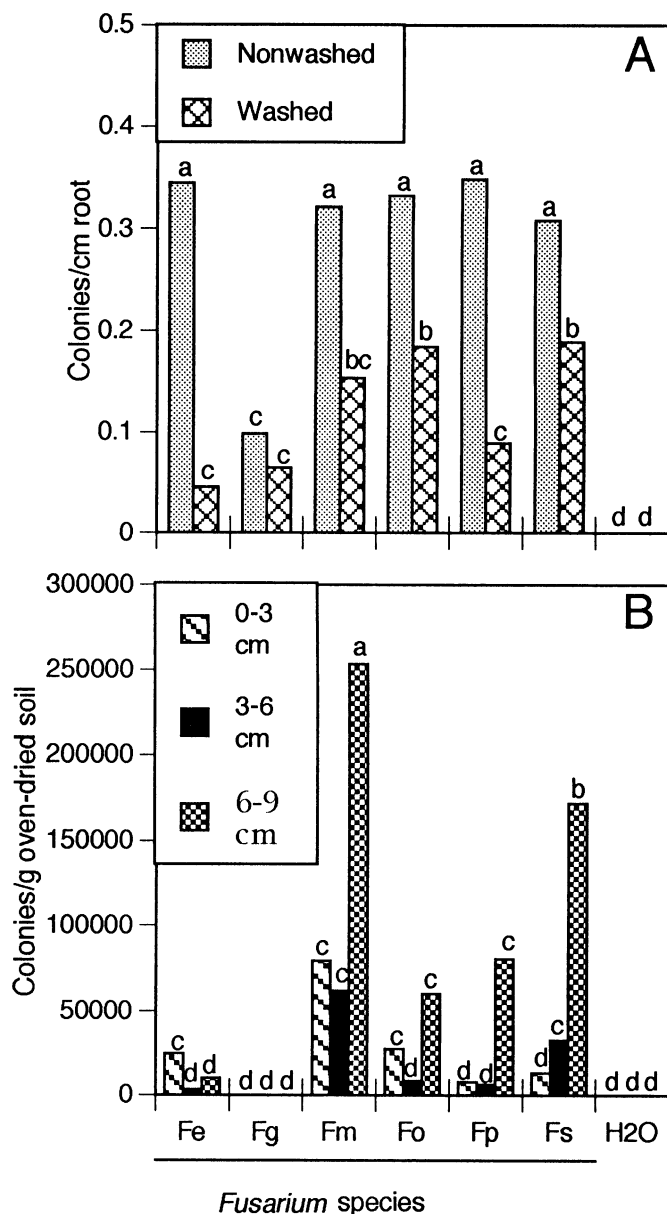 0.5
A
Nonwashed
Washed
0.4
0.3
0.2
0.1
0
Colonies/cm root
a
c
c
c
a
bc
a
b
a
c
a
b
d d
300000
B
250000
200000
150000
100000
50000
0
Colonies/g oven-dried soil
0-3
cm
3-6
cm
6-9
cm
c
d
d
d d d
c
c
a
c
d
c
d
d
c
d
c
b
d d d
Fe Fg Fm Fo Fp Fs H2O
Fusarium species